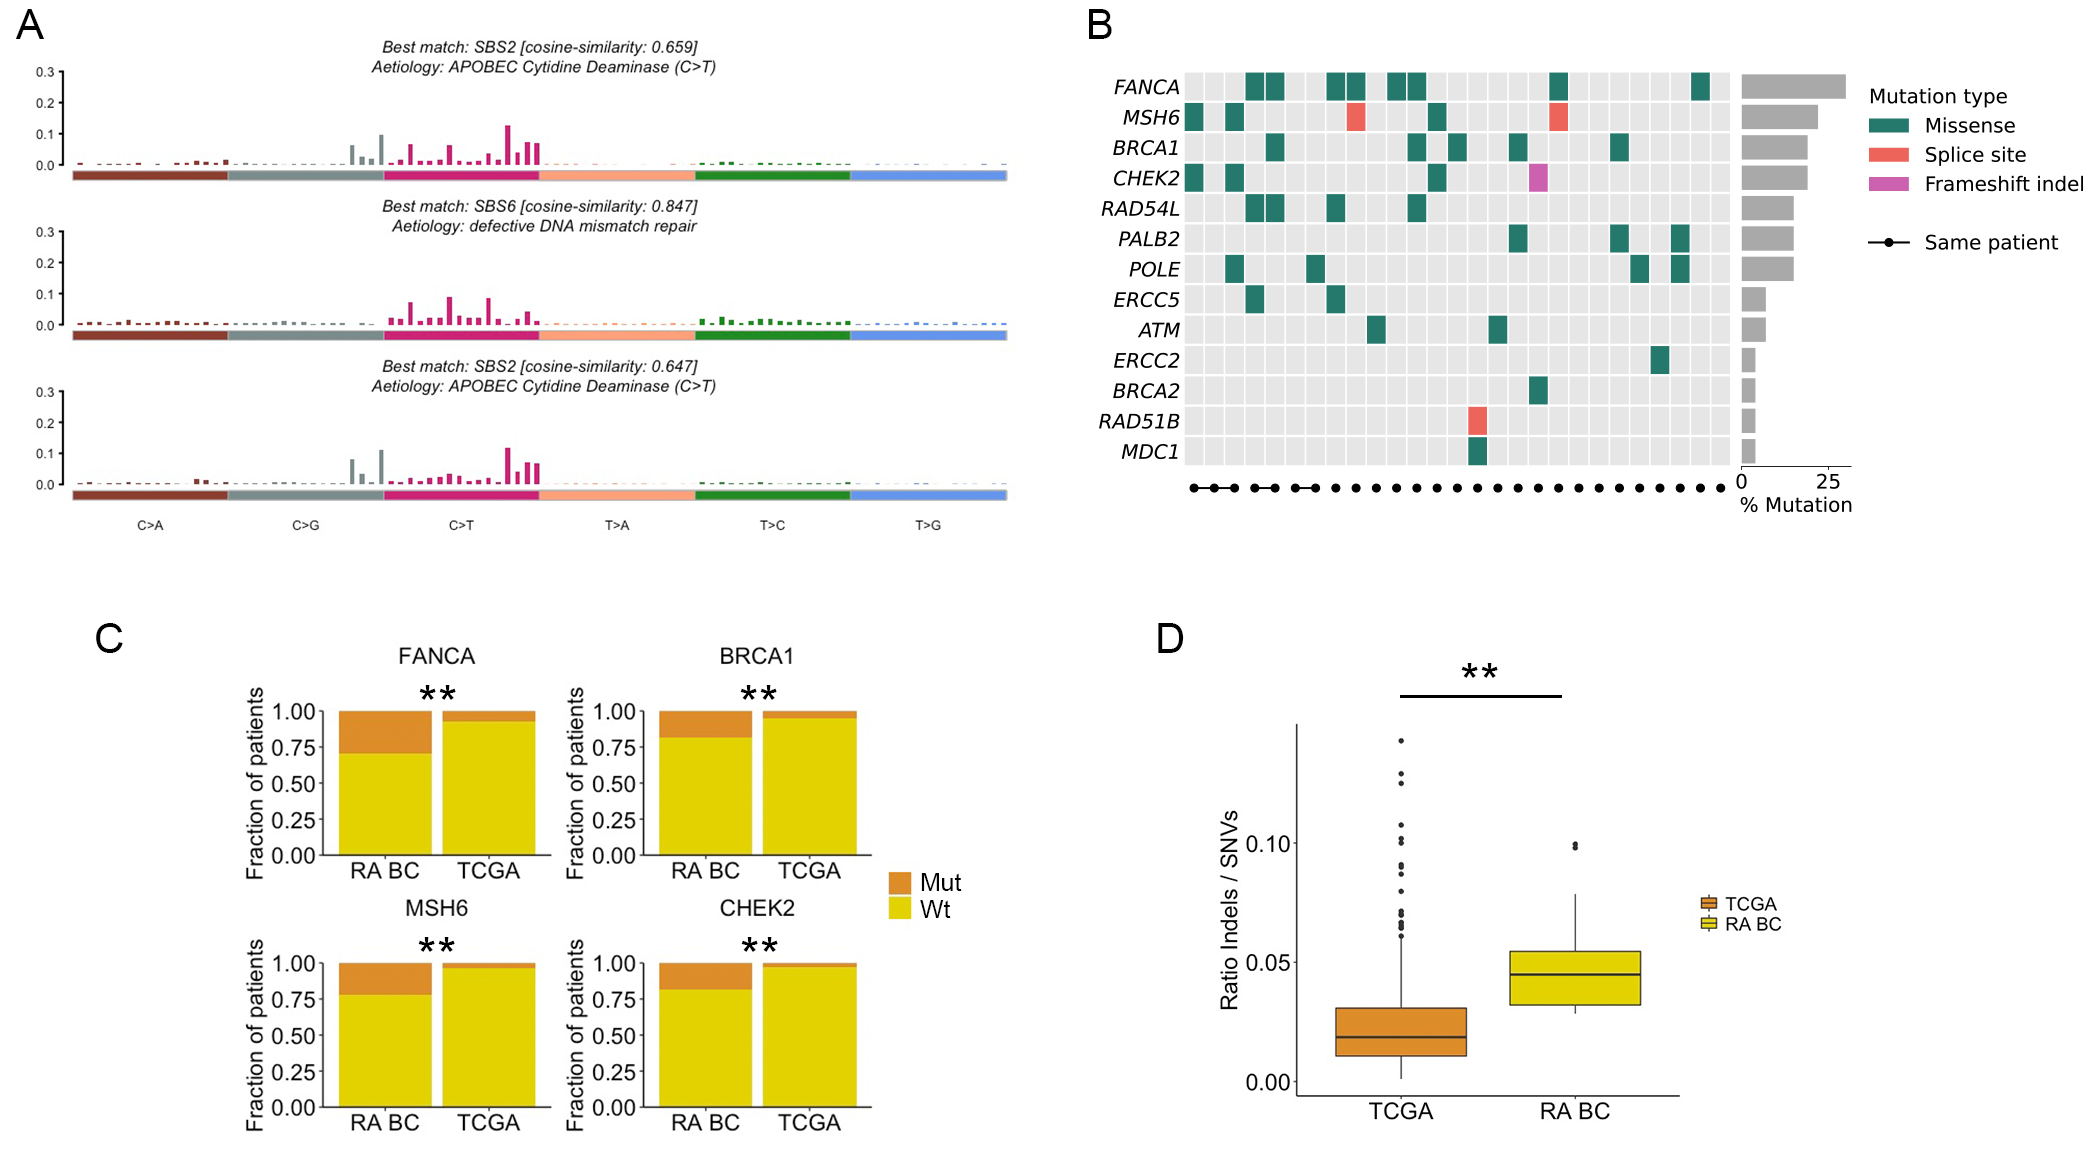 A
Best match: SBS2 [cosine-similarity: 0.659]
Aetiology: APOBEC Cytidine Deaminase (C>T)
0.3
0.2
0.1
0.0
Best match: SBS6 [cosine-similarity: 0.847]
Aetiology: defective DNA mismatch repair
0.3
0.2
0.1
0.0
Best match: SBS2 [cosine-similarity: 0.647]
Aetiology: APOBEC Cytidine Deaminase (C>T)
0.3
0.2
0.1
0.0
C>A C>G C>T T>A T>C T>G
B
FANCA
MSH6
BRCA1
CHEK2
RAD54L
PALB2
POLE
ERCC5
ATM
ERCC2
BRCA2
RAD51B
MDC1
0 25
% Mutation
Mutation type
Missense
Splice site
Frameshift indel
Same patient
C
FANCA
**
Fraction of patients
1.00
0.75
0.50
0.25
0.00
RA BC TCGA
BRCA1
**
Fraction of patients
1.00
0.75
0.50
0.25
0.00
RA BC TCGA
MSH6
**
Fraction of patients
1.00
0.75
0.50
0.25
0.00
RA BC TCGA
CHEK2
**
Fraction of patients
1.00
0.75
0.50
0.25
0.00
RA BC TCGA
Mut
Wt
D
**
Ratio Indels / SNVs
0.10
0.05
0.00
TCGA RA BC
TCGA
RA BC